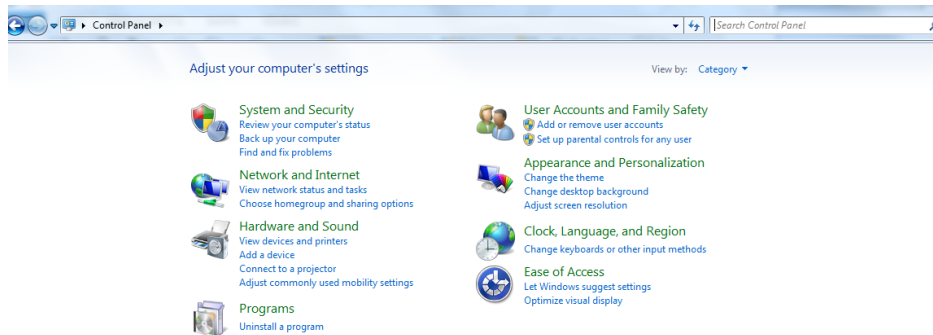 Control Panel
Search Control Panel
Adjust your computer's settings
View by: Category
System and Security
Review your computer's status
Back up your computer
Find and fix problems
Network and Internet
View network status and tasks
Choose homegroup and sharing options
Hardware and Sound
View devices and printers
Add a device
Connect to a projector
Adjust commonly used mobility settings
Programs
Uninstall a program
User Accounts and Family Safety
Add or remove user accounts
Set up parental controls for any user
Appearance and Personalization
Change the theme
Change desktop background
Adjust screen resolution
Clock, Language, and Region
Change keyboards or other input methods
Ease of Access
Let Windows suggest settings
Optimize visual display